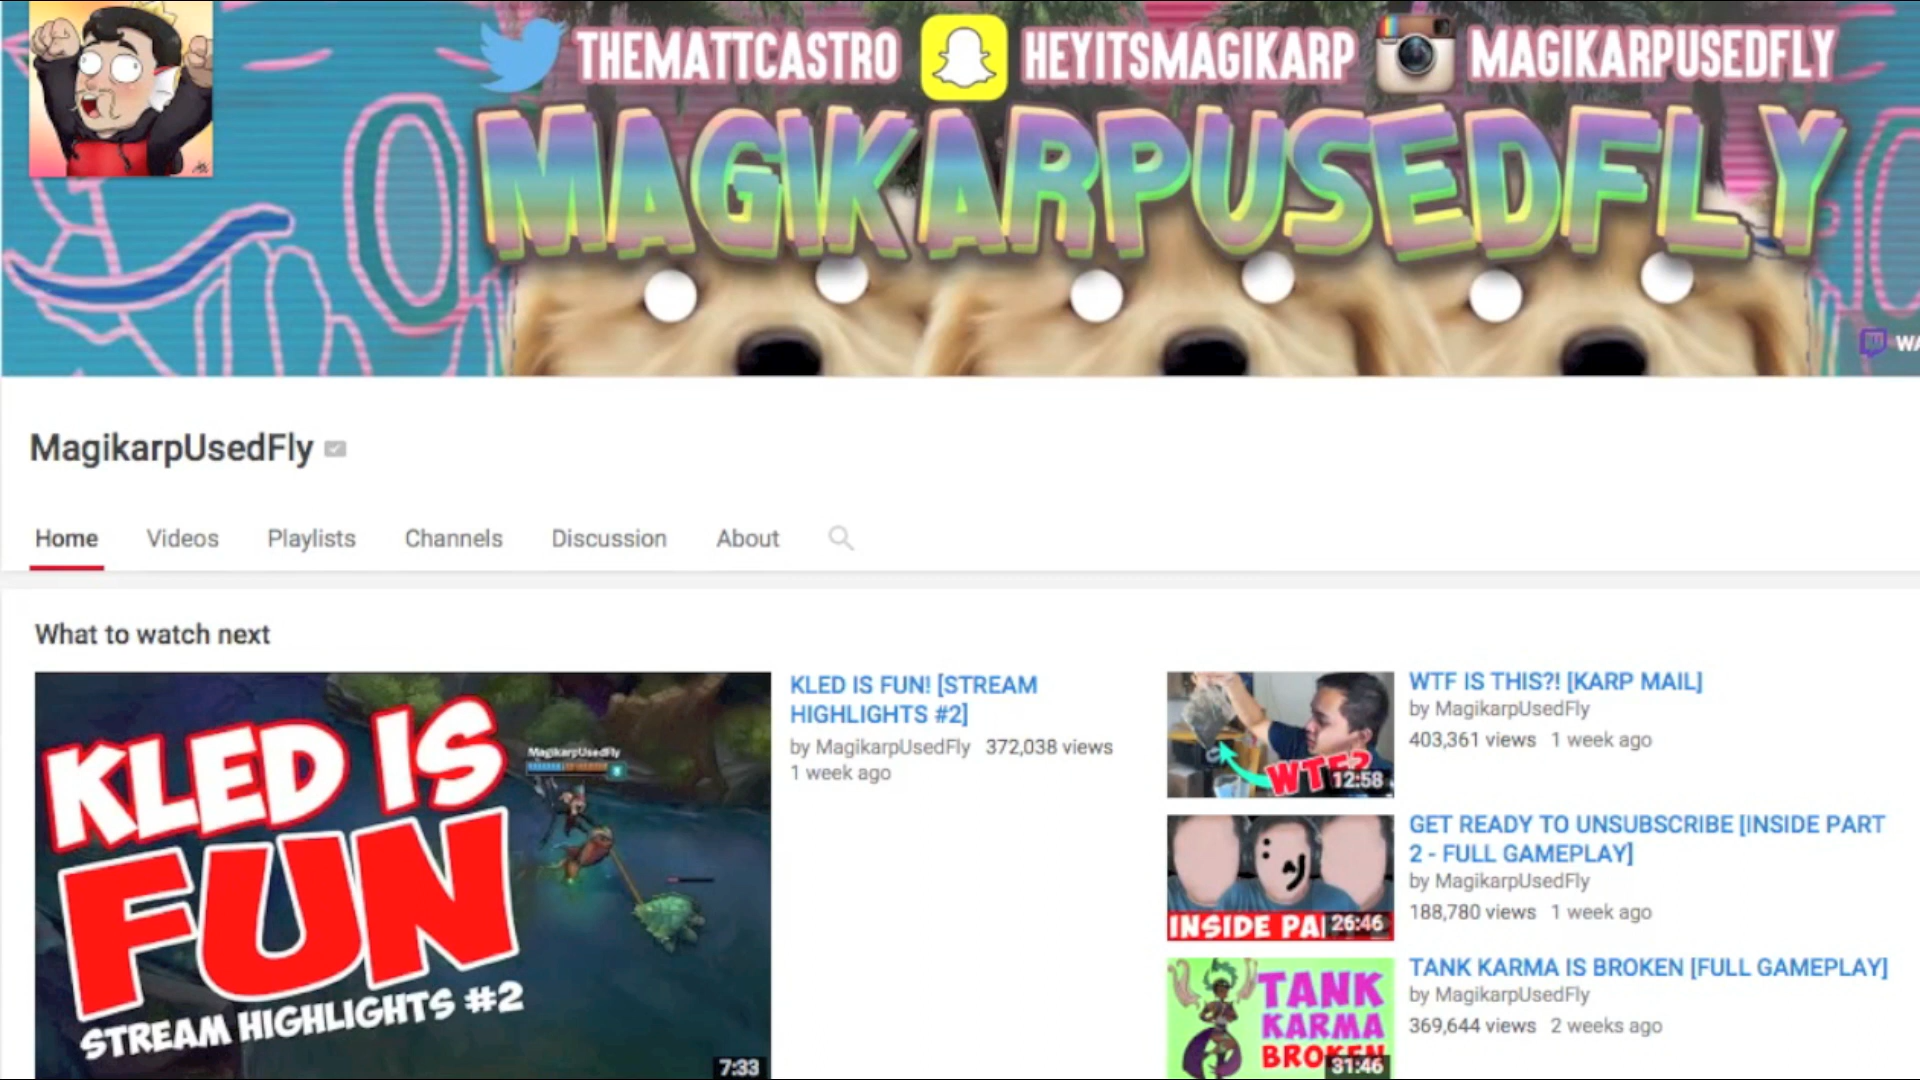 THEMATTCASTRO HEYITSMAGIKARP MAGIKARPUSEDFLY
MAGIKARPUSEDFLY
MagikarpUsedFly
Home Videos Playlists Channels Discussion About
What to watch next
KLED IS
FUN
STREAM HIGHLIGHTS #2
MagikarpUsedFly
7:33
KLED IS FUN! [STREAM
HIGHLIGHTS #2]
by MagikarpUsedFly 372,038 views
1 week ago
WTF?
12:58
WTF IS THIS?! [KARP MAIL]
by MagikarpUsedFly
403,361 views 1 week ago
INSIDE PA
26:46
GET READY TO UNSUBSCRIBE [INSIDE PART
2 - FULL GAMEPLAY]
by MagikarpUsedFly
188,780 views 1 week ago
TANK
KARMA
BROKEN
31:46
TANK KARMA IS BROKEN [FULL GAMEPLAY]
by MagikarpUsedFly
369,644 views 2 weeks ago